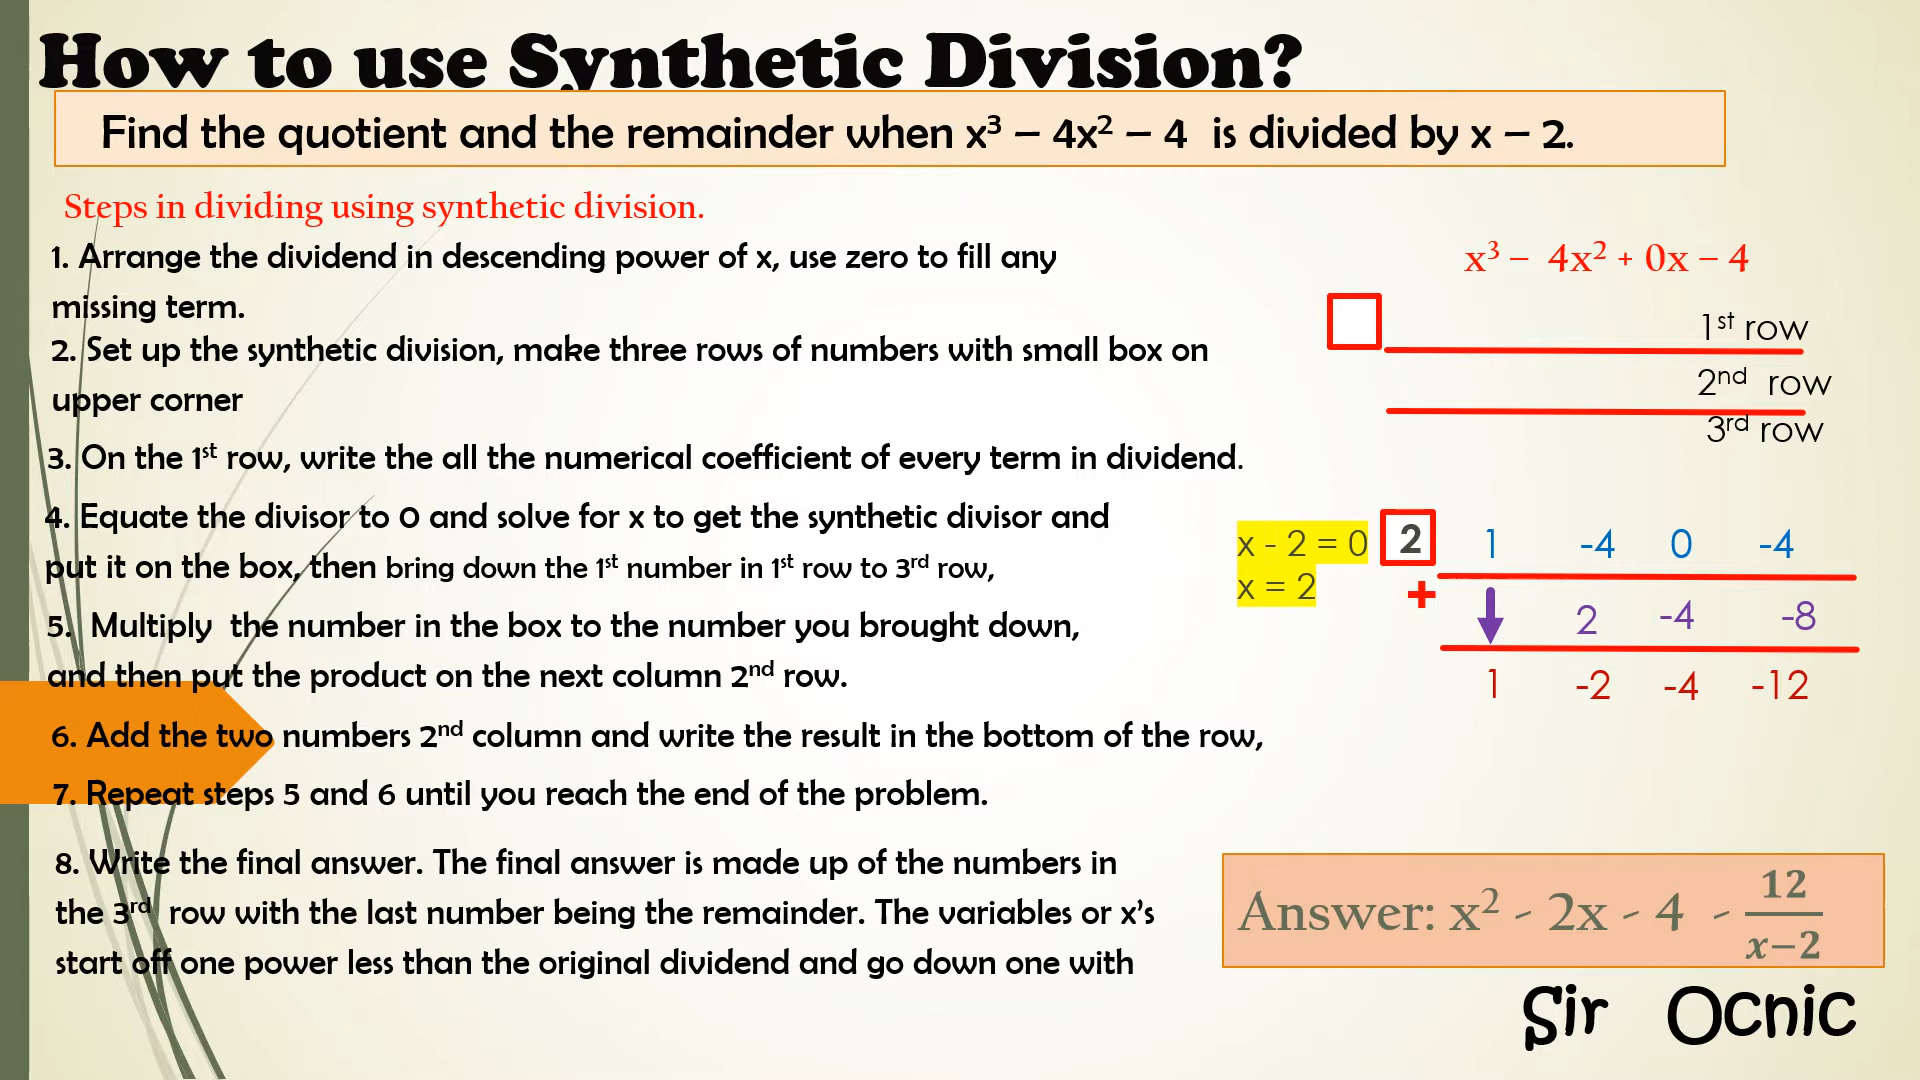 How to use Synthetic Division?
Find the quotient and the remainder when x³ – 4x² – 4 is divided by x – 2.
Steps in dividing using synthetic division.
1. Arrange the dividend in descending power of x, use zero to fill any
missing term.
2. Set up the synthetic division, make three rows of numbers with small box on
upper corner
3. On the 1st row, write the all the numerical coefficient of every term in dividend.
4. Equate the divisor to 0 and solve for x to get the synthetic divisor and
put it on the box, then bring down the 1st number in 1st row to 3rd row,
5. Multiply the number in the box to the number you brought down,
and then put the product on the next column 2nd row.
6. Add the two numbers 2nd column and write the result in the bottom of the row,
7. Repeat steps 5 and 6 until you reach the end of the problem.
8. Write the final answer. The final answer is made up of the numbers in
the 3rd row with the last number being the remainder. The variables or x’s
start off one power less than the original dividend and go down one with
x³ – 4x² + 0x – 4
1st row
2nd row
3rd row
x - 2 = 0 2 1 -4 0 -4
x = 2 +
2 -4 -8
1 -2 -4 -12
Answer: x² - 2x - 4 - 12/(x−2)
Sir Ocnic